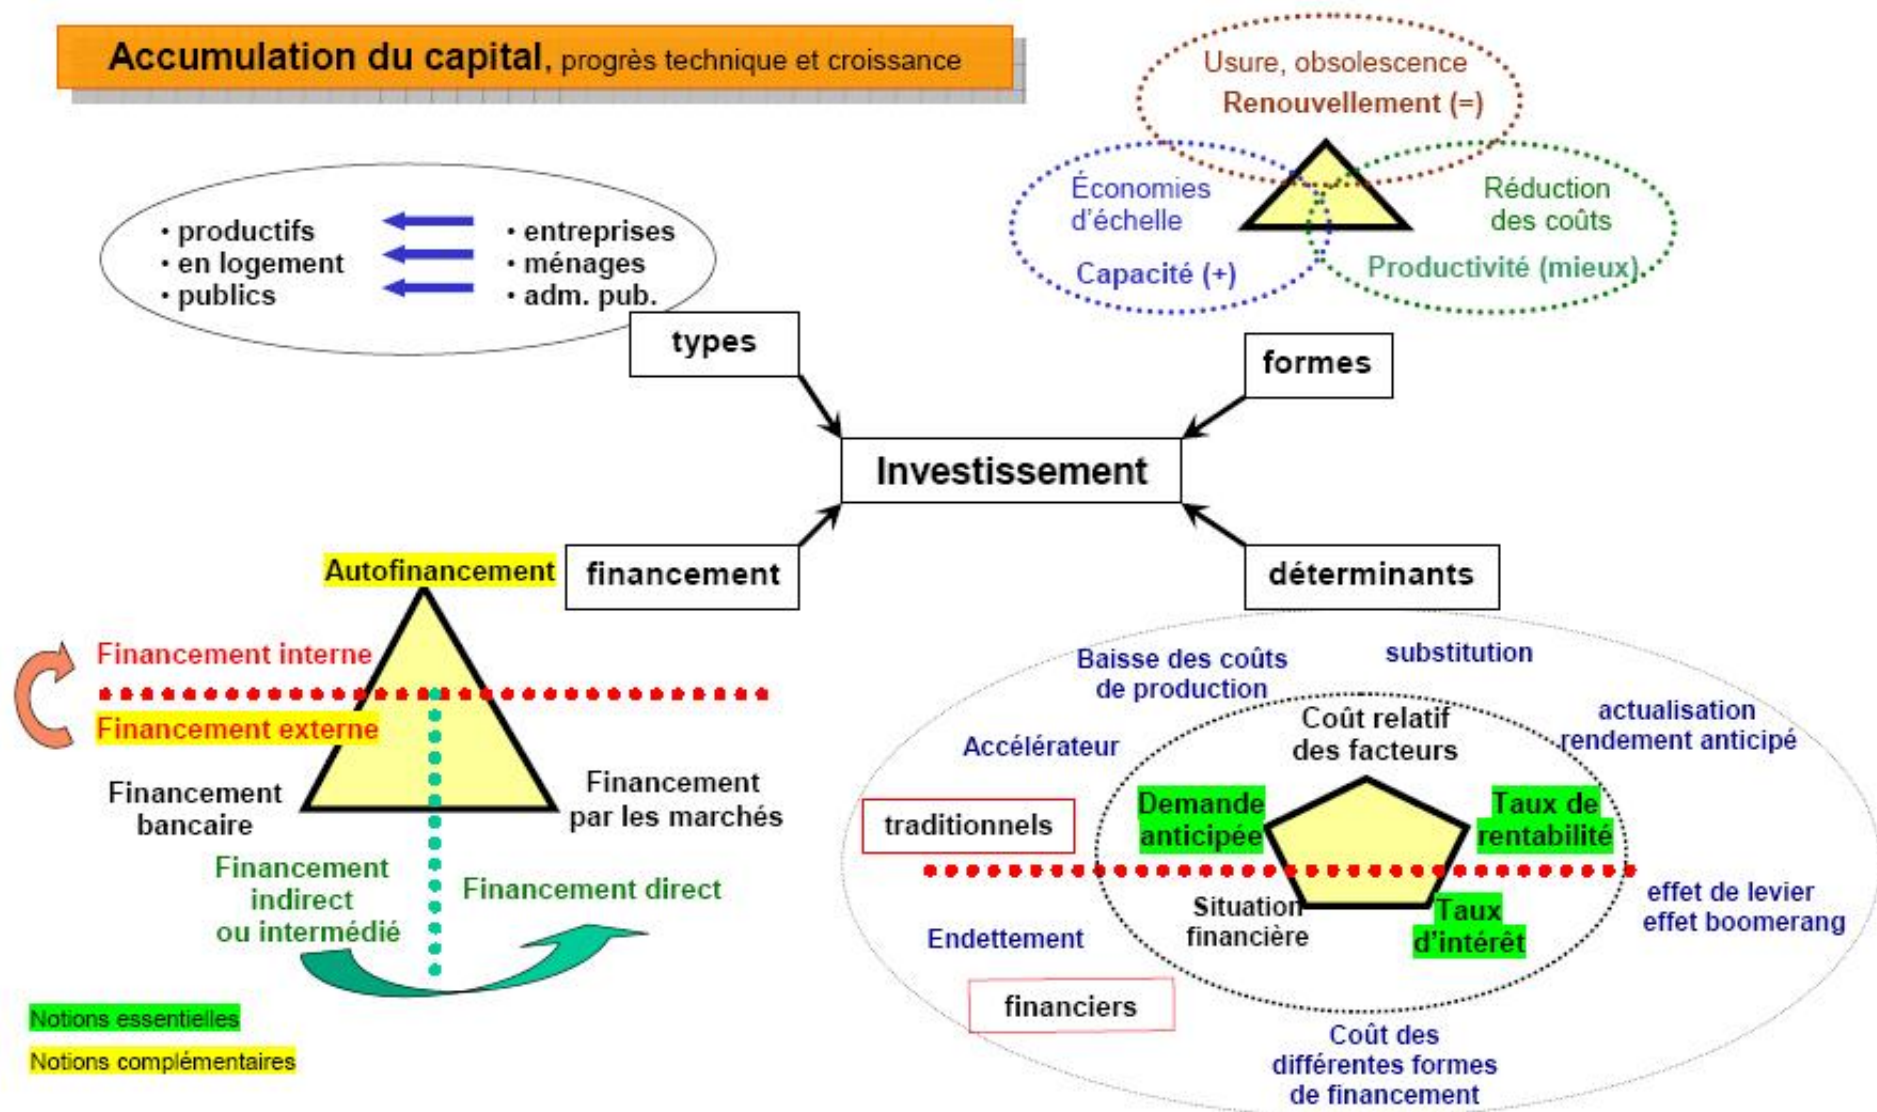 Accumulation du capital, progrès technique et croissance
Usure, obsolescence
Renouvellement (=)
Économies
d'échelle
Capacité (+)
Réduction
des coûts
Productivité (mieux)
• productifs
• en logement
• publics
• entreprises
• ménages
• adm. pub.
types
formes
Investissement
financement
déterminants
Autofinancement
Financement interne
Financement externe
Financement
bancaire
Financement
par les marchés
Financement
indirect
ou intermédié
Financement direct
Notions essentielles
Notions complémentaires
Baisse des coûts
de production
substitution
actualisation
rendement anticipé
Accélérateur
Coût relatif
des facteurs
traditionnels
Demande
anticipée
Taux de
rentabilité
Situation
financière
Taux
d'intérêt
effet de levier
effet boomerang
Endettement
financiers
Coût des
différentes formes
de financement